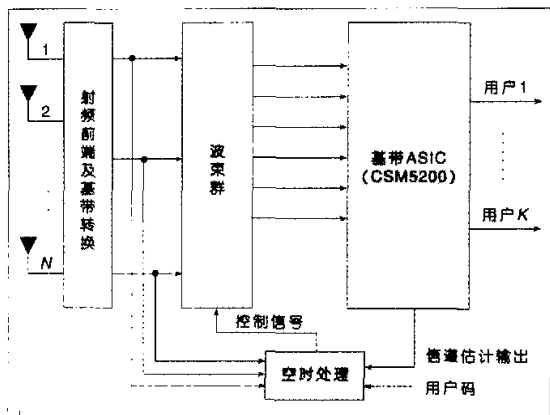 1
2
N
射频前端及基带转换
波束群
基带ASIC
(CSM5200)
用户1
用户K
控制信号
空时处理
信道估计输出
用户码